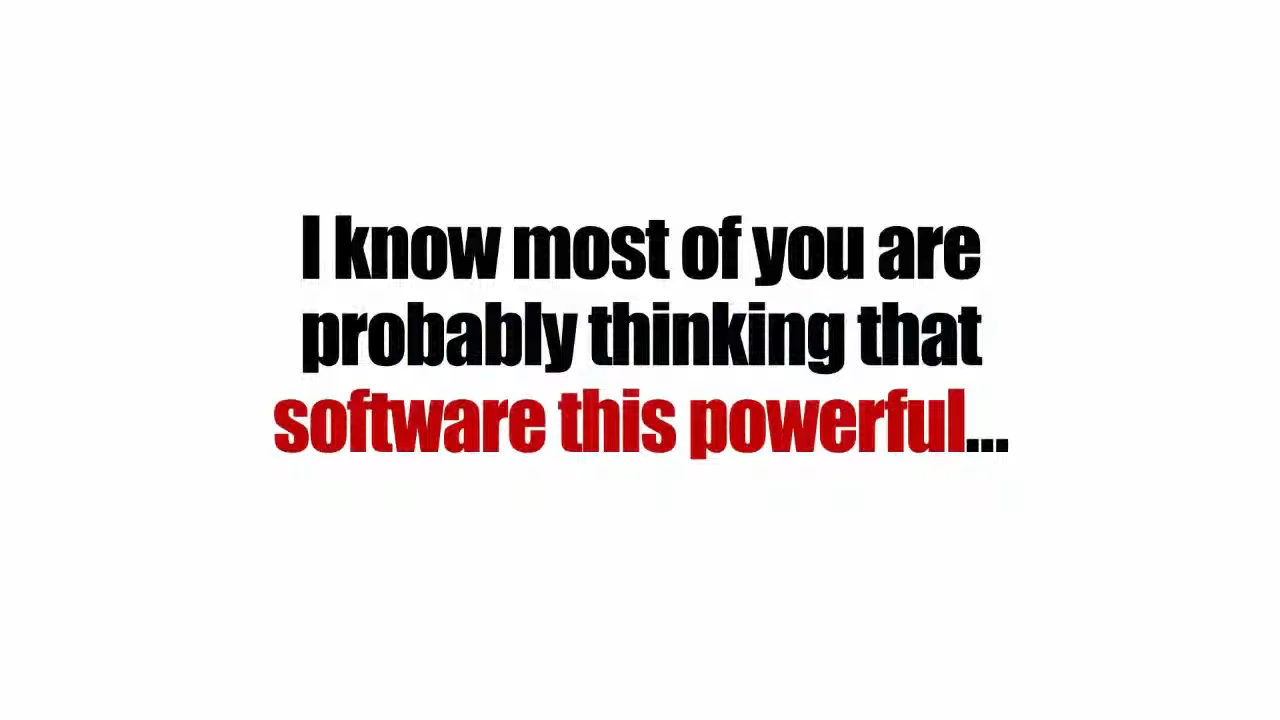 I know most of you are
probably thinking that
software this powerful...